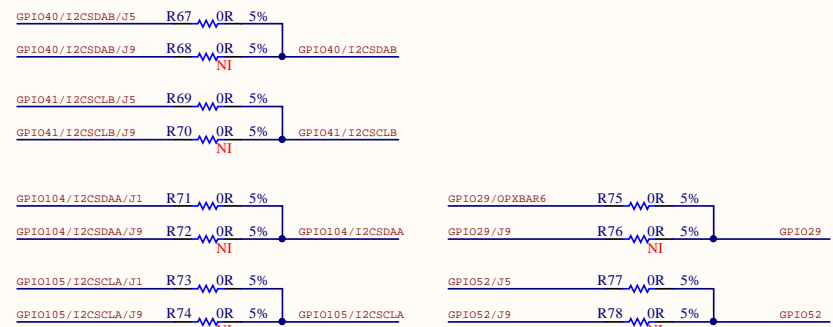 GPIO40/I2CSDAB/J5 R67 0R 5%
GPIO40/I2CSDAB/J9 R68 0R 5% GPIO40/I2CSDAB
NI
GPIO41/I2CSCLB/J5 R69 0R 5%
GPIO41/I2CSCLB/J9 R70 0R 5% GPIO41/I2CSCLB
NI
GPIO104/I2CSDAA/J1 R71 0R 5% GPIO29/OPXBAR6 R75 0R 5%
GPIO104/I2CSDAA/J9 R72 0R 5% GPIO104/I2CSDAA GPIO29/J9 R76 0R 5% GPIO29
NI NI
GPIO105/I2CSCLA/J1 R73 0R 5% GPIO52/J5 R77 0R 5%
GPIO105/I2CSCLA/J9 R74 0R 5% GPIO105/I2CSCLA GPIO52/J9 R78 0R 5% GPIO52
NI NI